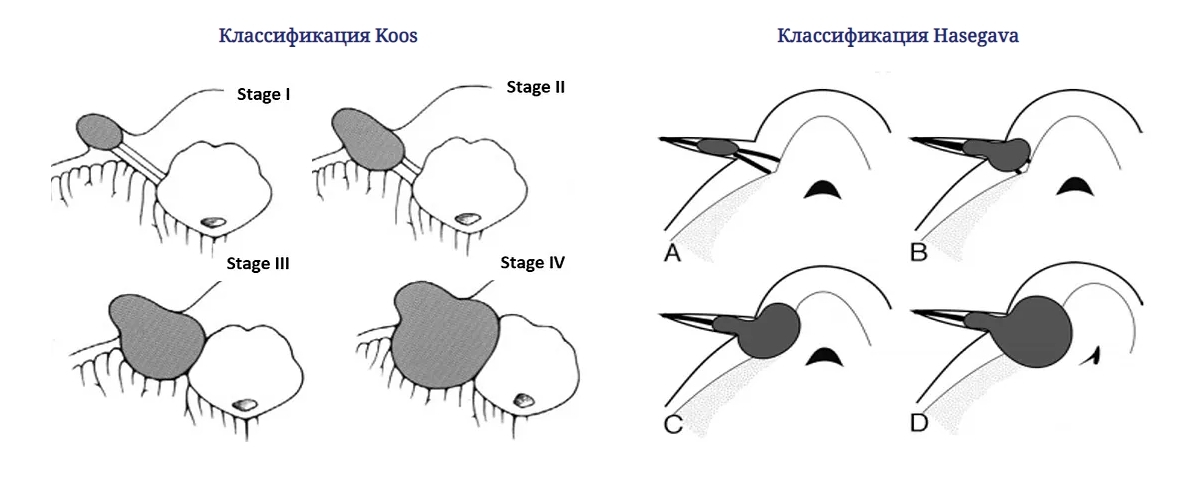 Классификация Koos
Stage I
Stage II
Stage III
Stage IV
Классификация Hasegava
A
B
C
D